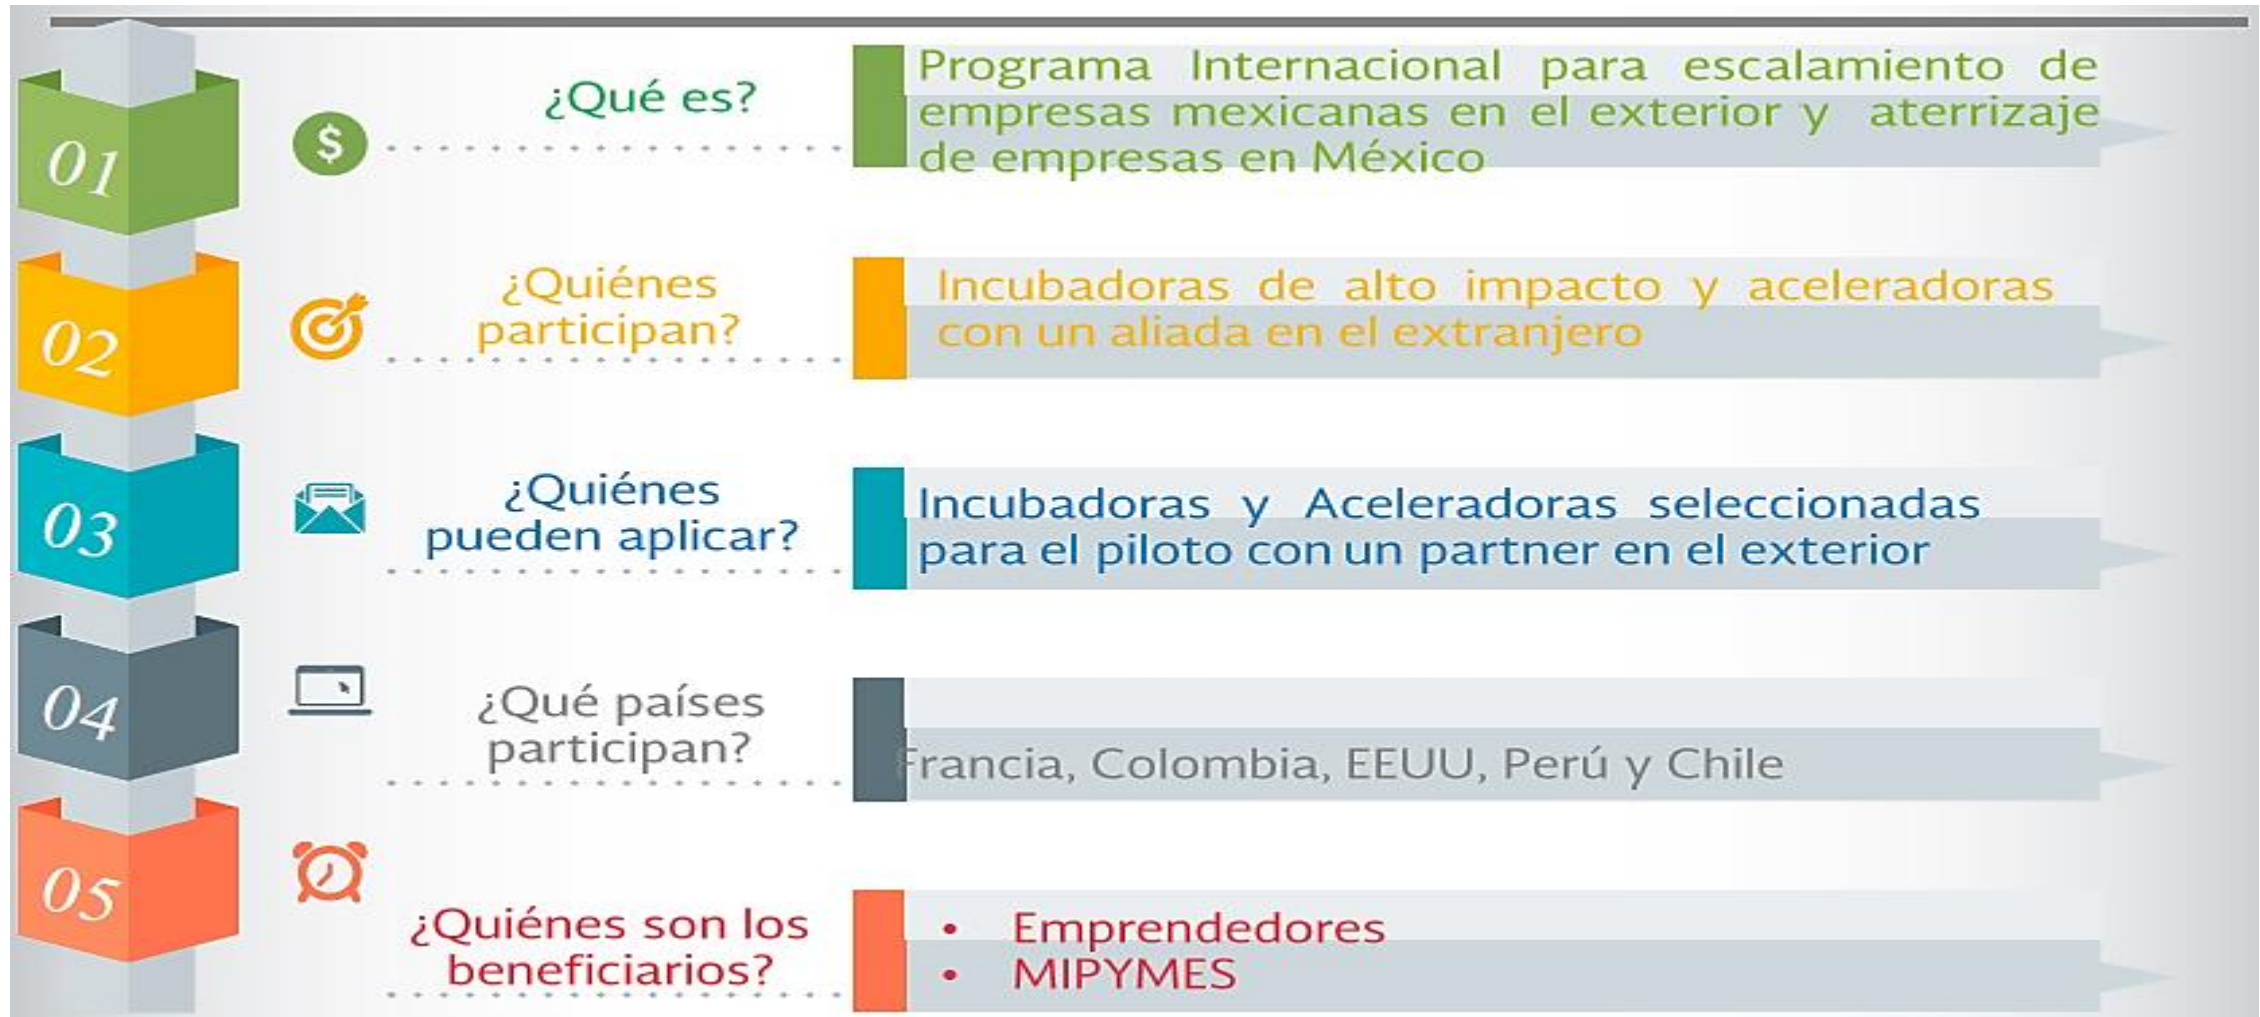 01
$
¿Qué es?
Programa Internacional para escalamiento de
empresas mexicanas en el exterior y aterrizaje
de empresas en México
02
¿Quiénes
participan?
Incubadoras de alto impacto y aceleradoras
con un aliada en el extranjero
03
¿Quiénes
pueden aplicar?
Incubadoras y Aceleradoras seleccionadas
para el piloto con un partner en el exterior
04
¿Qué países
participan?
Francia, Colombia, EEUU, Perú y Chile
05
¿Quiénes son los
beneficiarios?
• Emprendedores
• MIPYMES